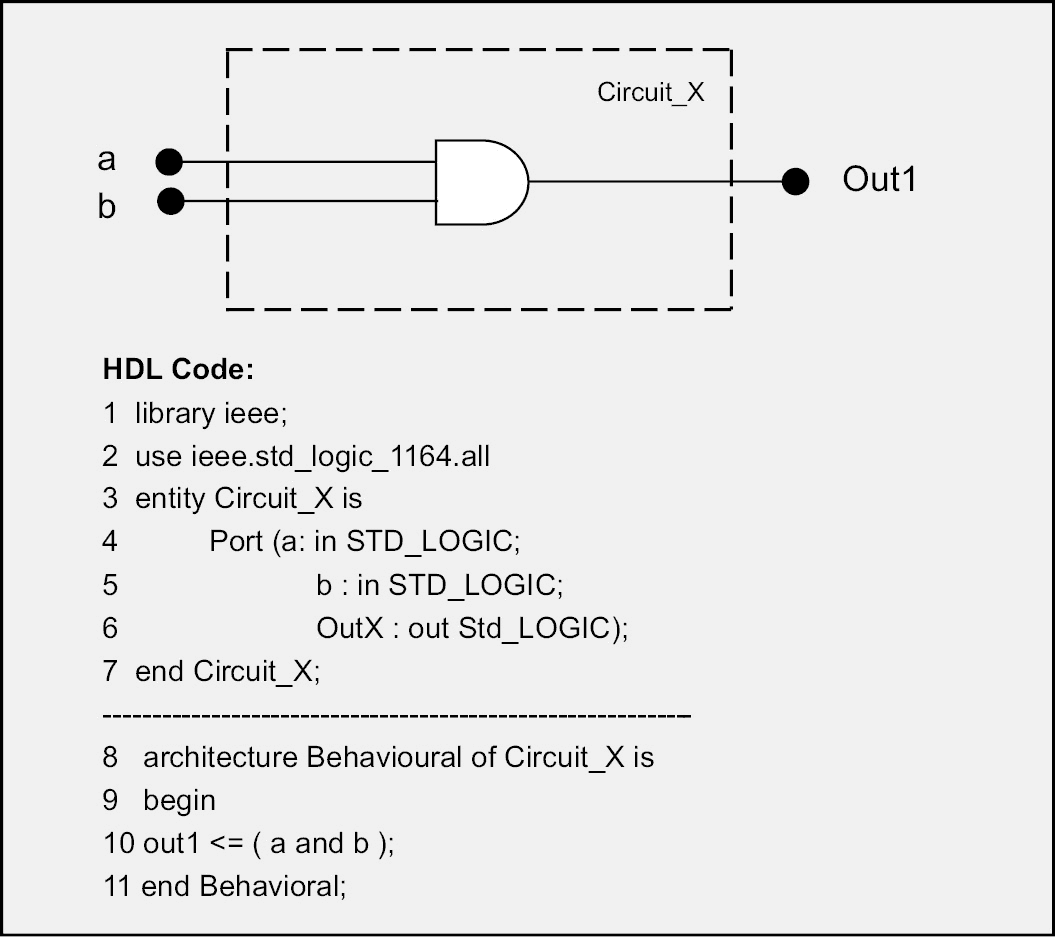 Circuit_X
a
b
Out1
HDL Code:
1 library ieee;
2 use ieee.std_logic_1164.all
3 entity Circuit_X is
4 Port (a: in STD_LOGIC;
5 b : in STD_LOGIC;
6 OutX : out Std_LOGIC);
7 end Circuit_X;
-----------------------------------------------------------
8 architecture Behavioural of Circuit_X is
9 begin
10 out1 <= ( a and b );
11 end Behavioral;